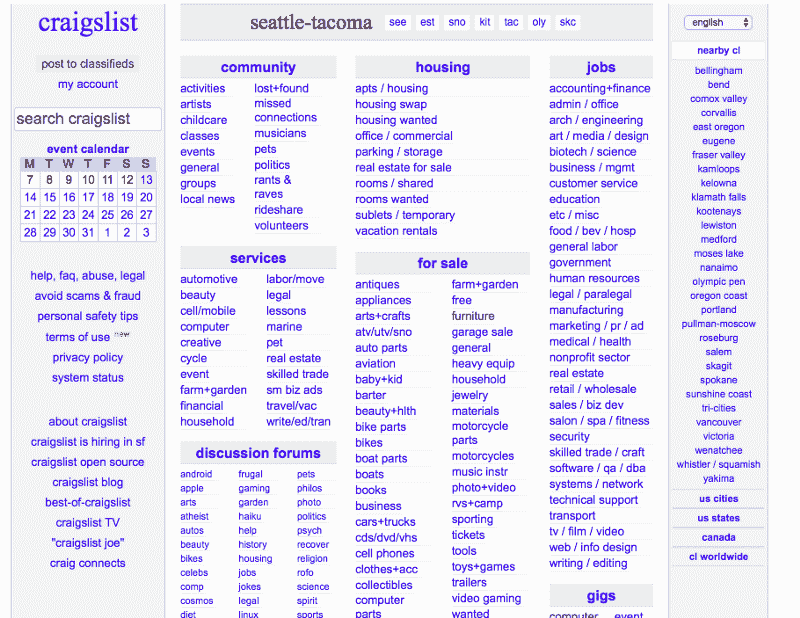 craigslist
post to classifieds
my account
search craigslist
event calendar
M T W T F S S
7 8 9 10 11 12 13
14 15 16 17 18 19 20
21 22 23 24 25 26 27
28 29 30 31 1 2 3
help, faq, abuse, legal
avoid scams & fraud
personal safety tips
terms of use new
privacy policy
system status
about craigslist
craigslist is hiring in sf
craigslist open source
craigslist blog
best-of-craigslist
craigslist TV
"craigslist joe"
craig connects
seattle-tacoma see est sno kit tac oly skc
community
activities
artists
childcare
classes
events
general
groups
local news
lost+found
missed
connections
musicians
pets
politics
rants &
raves
rideshare
volunteers
services
automotive
beauty
cell/mobile
computer
creative
cycle
event
farm+garden
financial
household
labor/move
legal
lessons
marine
pet
real estate
skilled trade
sm biz ads
travel/vac
write/ed/tran
discussion forums
android
apple
arts
atheist
autos
beauty
bikes
celebs
comp
cosmos
diet
frugal
gaming
garden
haiku
help
history
housing
jobs
jokes
legal
linux
pets
philos
photo
politics
psych
recover
religion
rofo
science
spirit
sports
housing
apts / housing
housing swap
housing wanted
office / commercial
parking / storage
real estate for sale
rooms / shared
rooms wanted
sublets / temporary
vacation rentals
for sale
antiques
appliances
arts+crafts
atv/utv/sno
auto parts
aviation
baby+kid
barter
beauty+hlth
bike parts
bikes
boat parts
boats
books
business
cars+trucks
cds/dvd/vhs
cell phones
clothes+acc
collectibles
computer
parts
farm+garden
free
furniture
garage sale
general
heavy equip
household
jewelry
materials
motorcycle
parts
motorcycles
music instr
photo+video
rvs+camp
sporting
tickets
tools
toys+games
trailers
video gaming
wanted
jobs
accounting+finance
admin / office
arch / engineering
art / media / design
biotech / science
business / mgmt
customer service
education
etc / misc
food / bev / hosp
general labor
government
human resources
legal / paralegal
manufacturing
marketing / pr / ad
medical / health
nonprofit sector
real estate
retail / wholesale
sales / biz dev
salon / spa / fitness
security
skilled trade / craft
software / qa / dba
systems / network
technical support
transport
tv / film / video
web / info design
writing / editing
gigs
computer event
english
nearby cl
bellingham
bend
comox valley
corvallis
east oregon
eugene
fraser valley
kamloops
kelowna
klamath falls
kootenays
lewiston
medford
moses lake
nanaimo
olympic pen
oregon coast
portland
pullman-moscow
roseburg
salem
skagit
spokane
sunshine coast
tri-cities
vancouver
victoria
wenatchee
whistler / squamish
yakima
us cities
us states
canada
cl worldwide